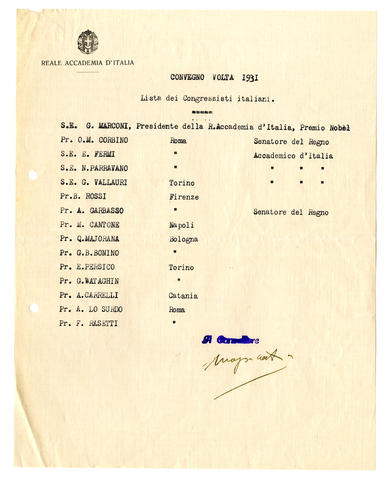 REALE ACCADEMIA D'ITALIA
CONVEGNO VOLTA 1931
Lista dei Congressisti italiani.
S.E. G. MARCONI, Presidente della R.Accademia d'Italia, Premio Nobel
Pr. O.M. CORBINO Roma Senatore del Regno
S.E. E. FERMI " Accademico d'Italia
S.E. N.PARRAVANO " " " "
S.E. G. VALLAURI Torino " " "
Pr.B. ROSSI Firenze
Pr. A. GARBASSO " Senatore del Regno
Pr. M. CANTONE Napoli
Pr. Q.MAJORANA Bologna
Pr. G.B.BONINO "
Pr. E.PERSICO Torino
Pr. G.WATAGHIN "
Pr. A.CARRELLI Catania
Pr. A. LO SURDO Roma
Pr. F. RASETTI "